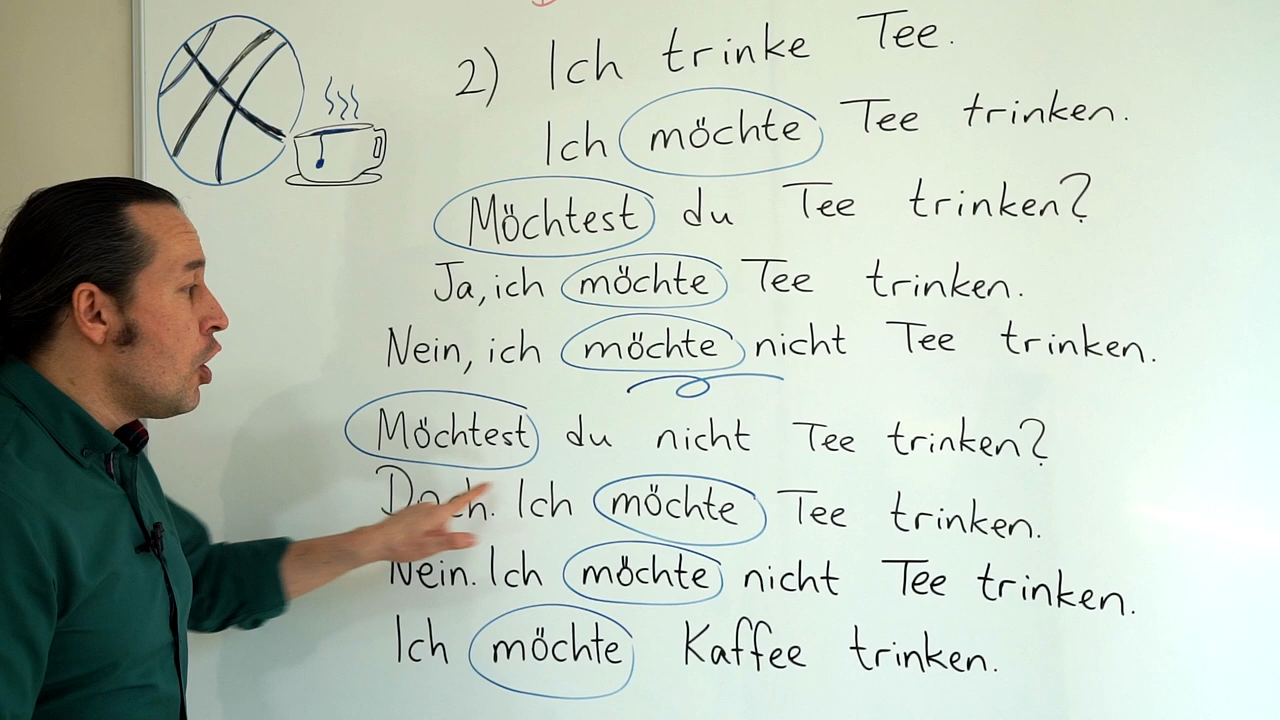 2) Ich trinke Tee.
Ich möchte Tee trinken.
Möchtest du Tee trinken?
Ja, ich möchte Tee trinken.
Nein, ich möchte nicht Tee trinken.
Möchtest du nicht Tee trinken?
Doch. Ich möchte Tee trinken.
Nein. Ich möchte nicht Tee trinken.
Ich möchte Kaffee trinken.